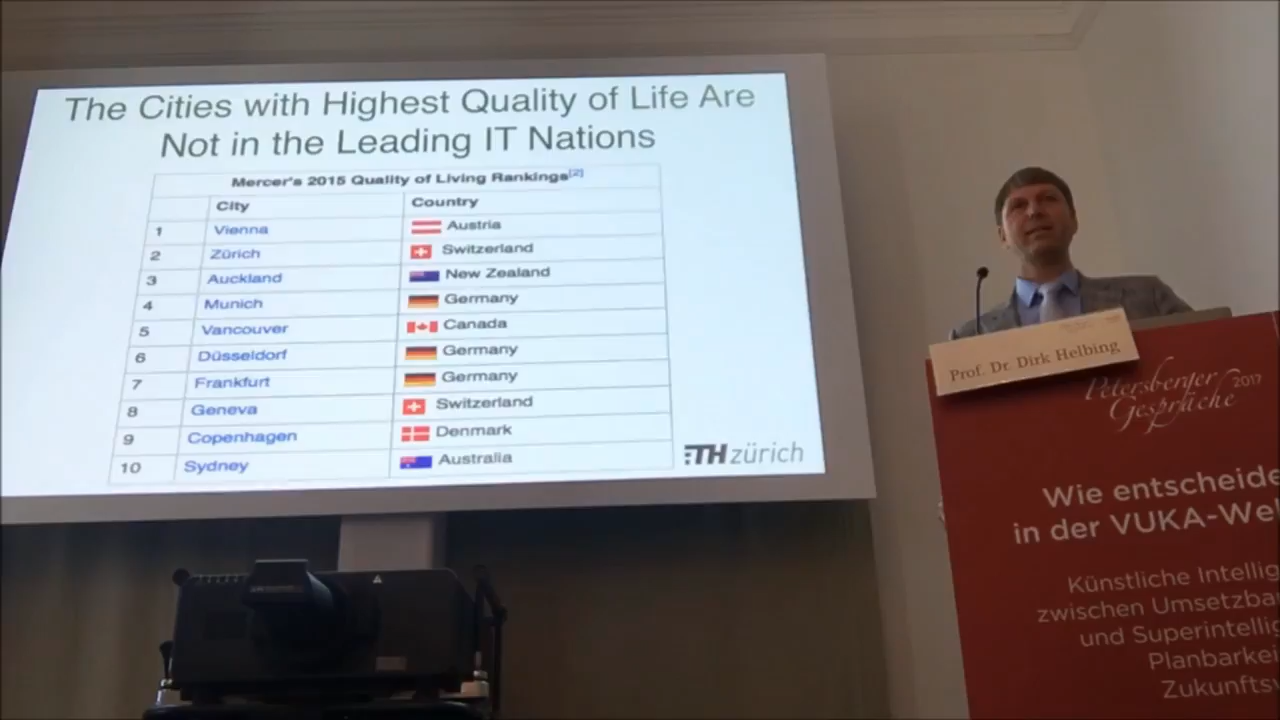 The Cities with Highest Quality of Life Are
Not in the Leading IT Nations
Mercer's 2015 Quality of Living Rankings[2]
City Country
1 Vienna Austria
2 Zürich Switzerland
3 Auckland New Zealand
4 Munich Germany
5 Vancouver Canada
6 Düsseldorf Germany
7 Frankfurt Germany
8 Geneva Switzerland
9 Copenhagen Denmark
10 Sydney Australia
ETH zürich
Prof. Dr. Dirk Helbing
Petersberger 2017
Gespräche
Wie entscheide
in der VUKA-We
Künstliche Intellig
zwischen Umsetzba
und Superintellig
Planbarkei
Zukunfts